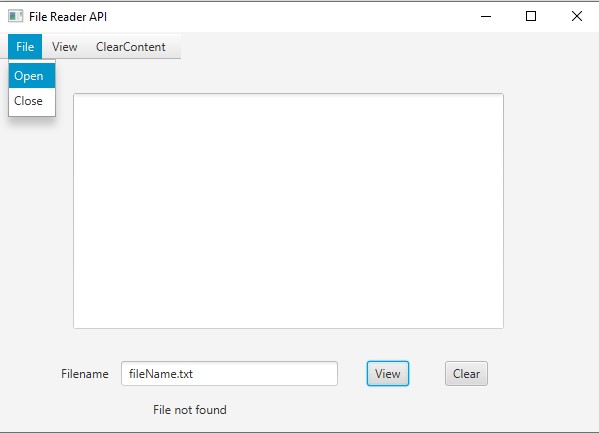 File Reader API
File View ClearContent
Open
Close
Filename fileName.txt View Clear
File not found